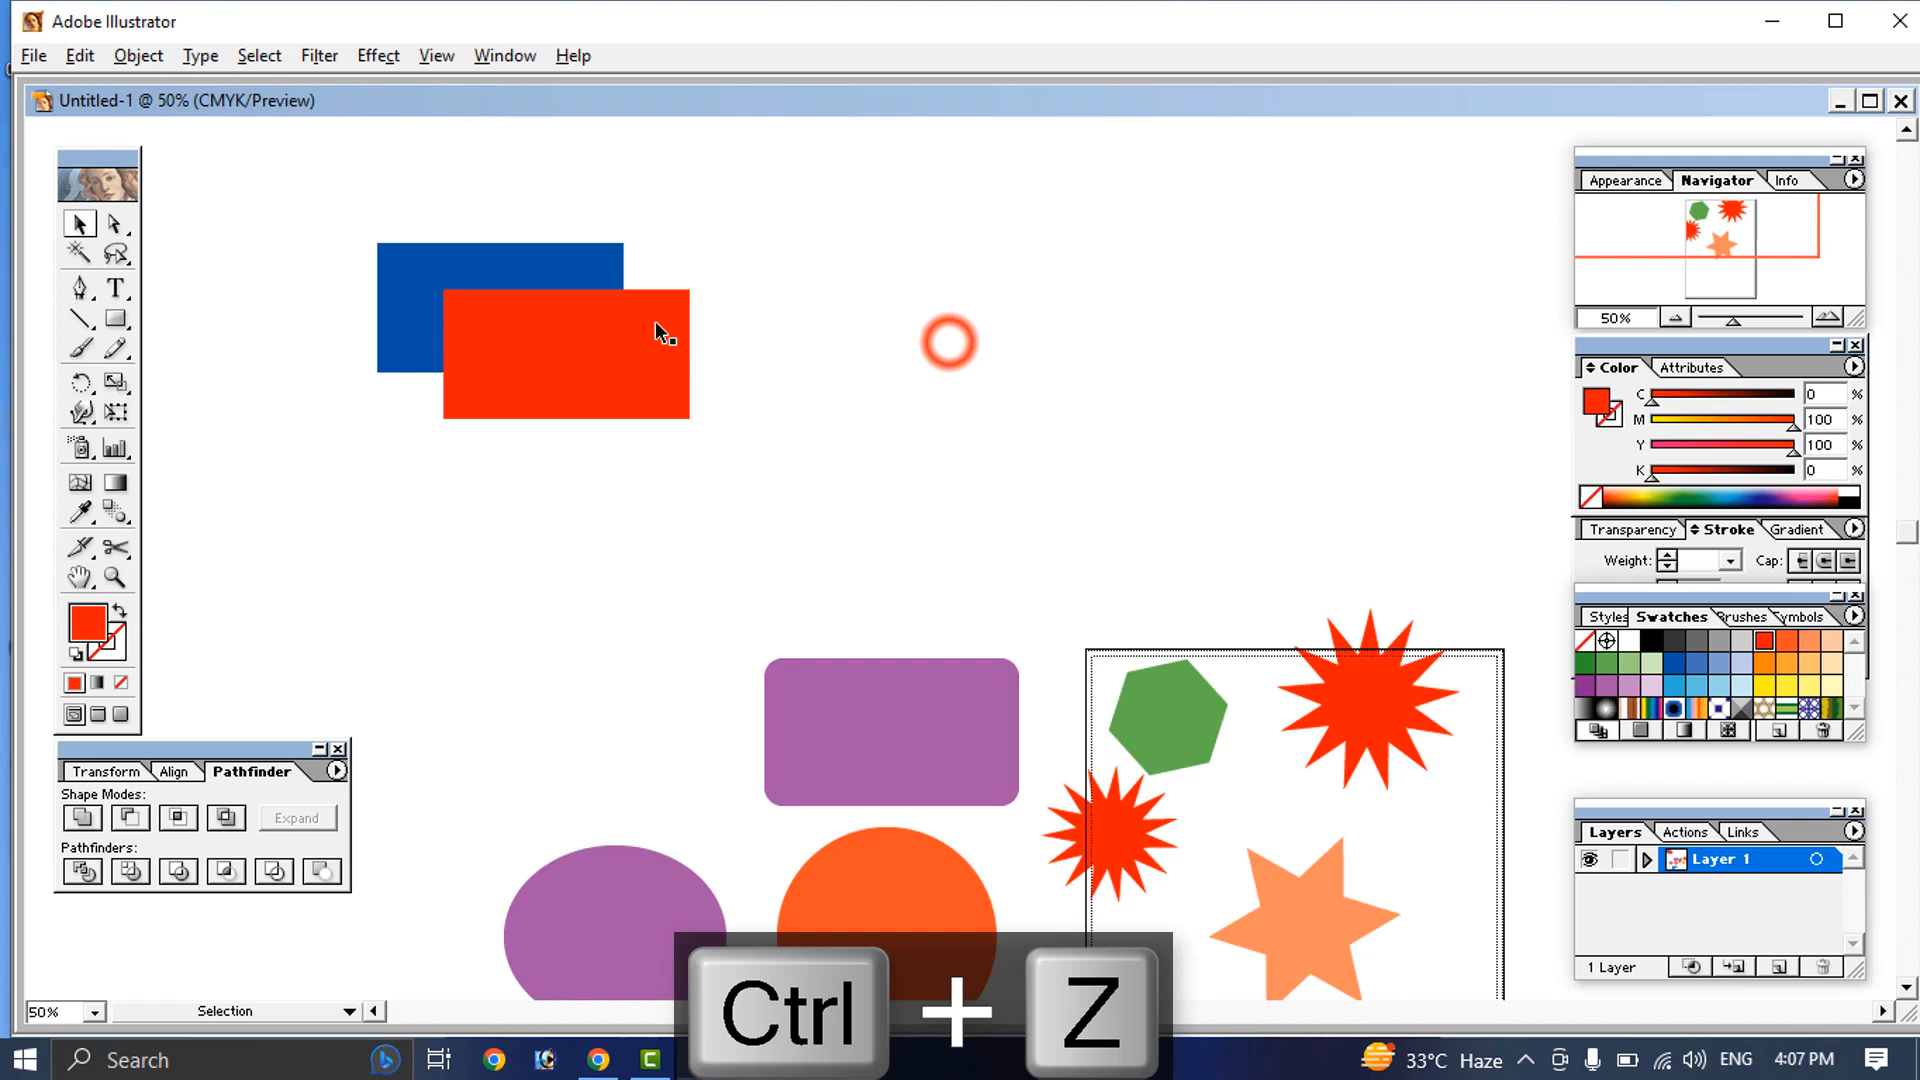 Adobe Illustrator
File Edit Object Type Select Filter Effect View Window Help
Untitled-1 @ 50% (CMYK/Preview)
Appearance Navigator Info
50%
Color Attributes
C 0 %
M 100 %
Y 100 %
K 0 %
Transparency Stroke Gradient
Weight: Cap:
Styles Swatches Brushes Symbols
T
Transform Align Pathfinder
Shape Modes:
Expand
Pathfinders:
Layers Actions Links
Layer 1
1 Layer
50% Selection
Ctrl + Z
Search
33°C Haze ENG 4:07 PM